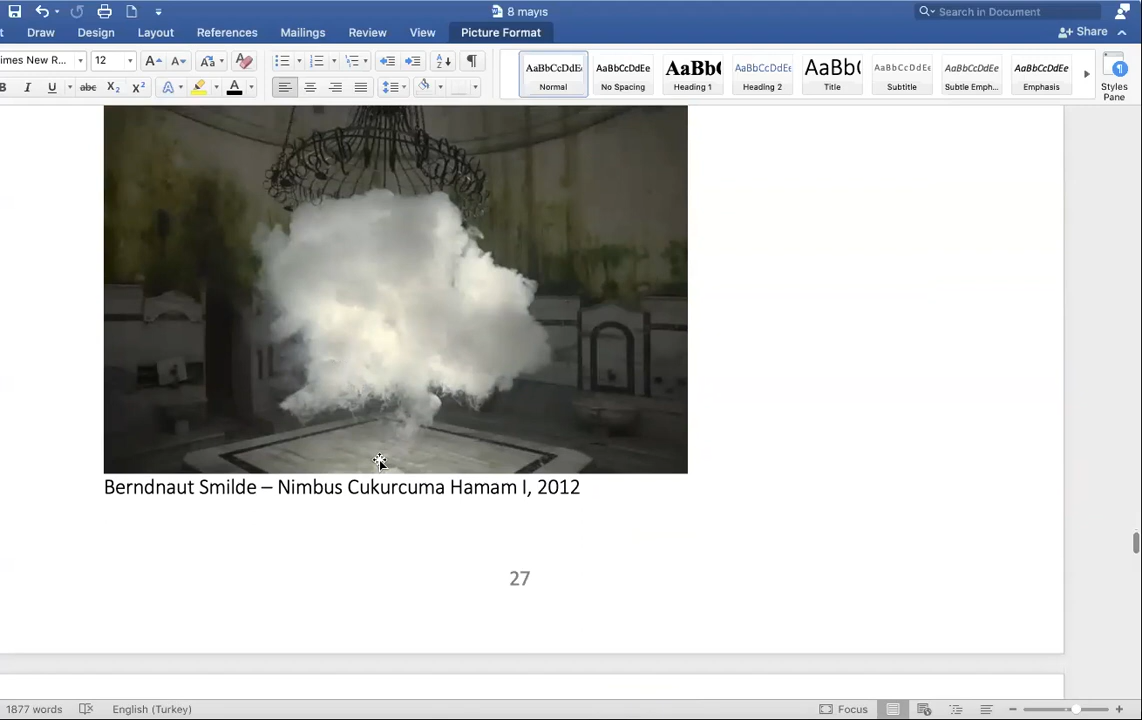 8 mayıs
Search in Document
Draw Design Layout References Mailings Review View Picture Format Share
imes New R... 12
AaBbCcDdE AaBbCcDdEe AaBb( AaBbCcDdEe AaBb( AaBbCcDdEe AaBbCcDdEe AaBbCcDdEe
Normal No Spacing Heading 1 Heading 2 Title Subtitle Subtle Emph... Emphasis Styles
Pane
Berndnaut Smilde – Nimbus Cukurcuma Hamam I, 2012
27
1877 words English (Turkey) Focus